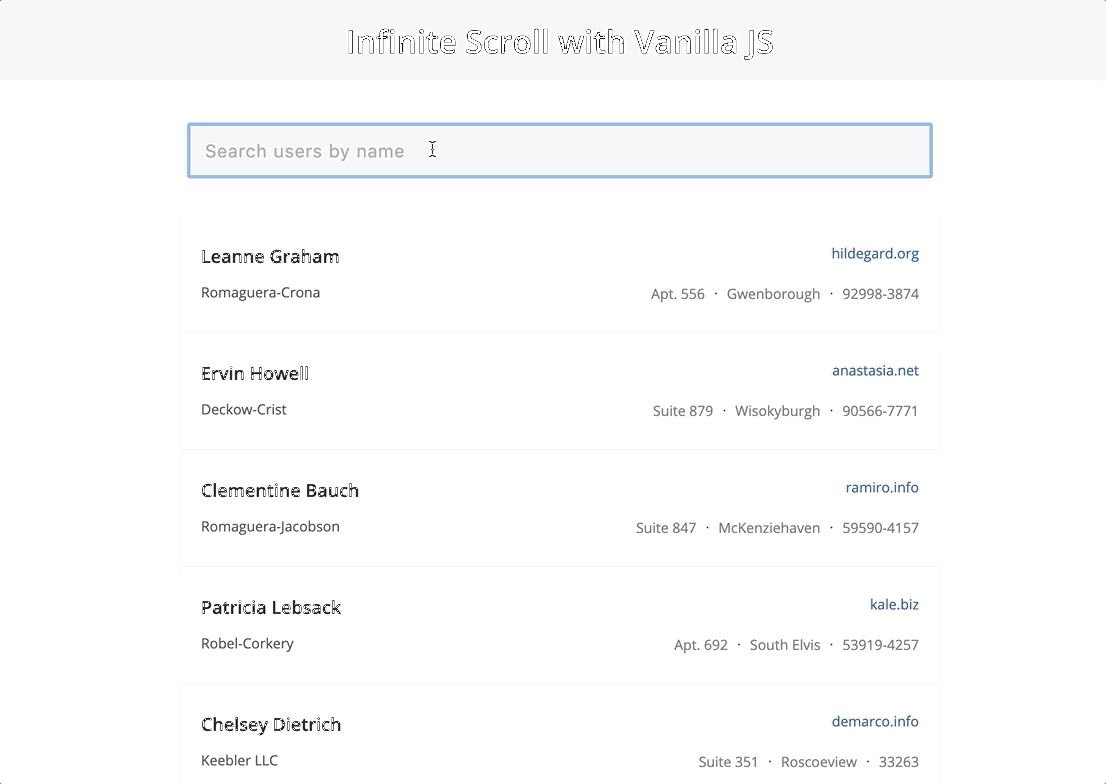 Infinite Scroll with Vanilla JS
Search users by name
Leanne Graham hildegard.org
Romaguera-Crona Apt. 556 · Gwenborough · 92998-3874
Ervin Howell anastasia.net
Deckow-Crist Suite 879 · Wisokyburgh · 90566-7771
Clementine Bauch ramiro.info
Romaguera-Jacobson Suite 847 · McKenziehaven · 59590-4157
Patricia Lebsack kale.biz
Robel-Corkery Apt. 692 · South Elvis · 53919-4257
Chelsey Dietrich demarco.info
Keebler LLC Suite 351 · Roscoeview · 33263